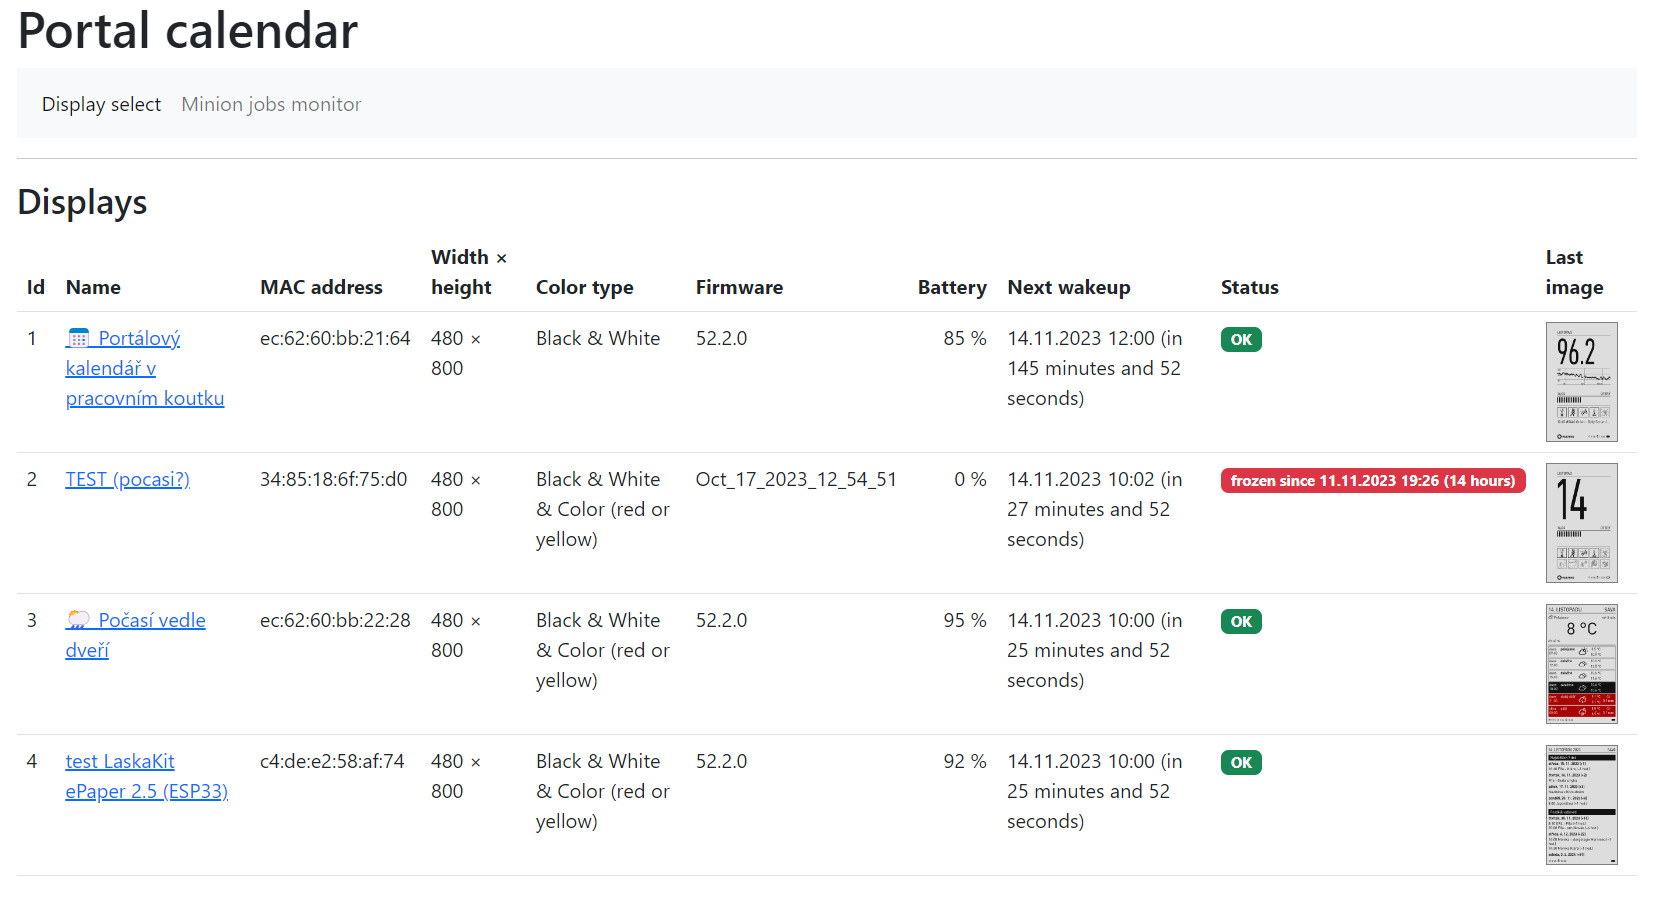 Portal calendar
Display select Minion jobs monitor
Displays
Id Name MAC address Width × height Color type Firmware Battery Next wakeup Status Last image
1 Portálový kalendář v pracovním koutku ec:62:60:bb:21:64 480 × 800 Black & White 52.2.0 85 % 14.11.2023 12:00 (in 145 minutes and 52 seconds) OK
96.2
2 TEST (pocasi?) 34:85:18:6f:75:d0 480 × 800 Black & White & Color (red or yellow) Oct_17_2023_12_54_51 0 % 14.11.2023 10:02 (in 27 minutes and 52 seconds) frozen since 11.11.2023 19:26 (14 hours)
14
3 Počasí vedle dveří ec:62:60:bb:22:28 480 × 800 Black & White & Color (red or yellow) 52.2.0 95 % 14.11.2023 10:00 (in 25 minutes and 52 seconds) OK
14. LISTOPADU
8 °C
4 test LaskaKit ePaper 2.5 (ESP33) c4:de:e2:58:af:74 480 × 800 Black & White & Color (red or yellow) 52.2.0 92 % 14.11.2023 10:00 (in 25 minutes and 52 seconds) OK